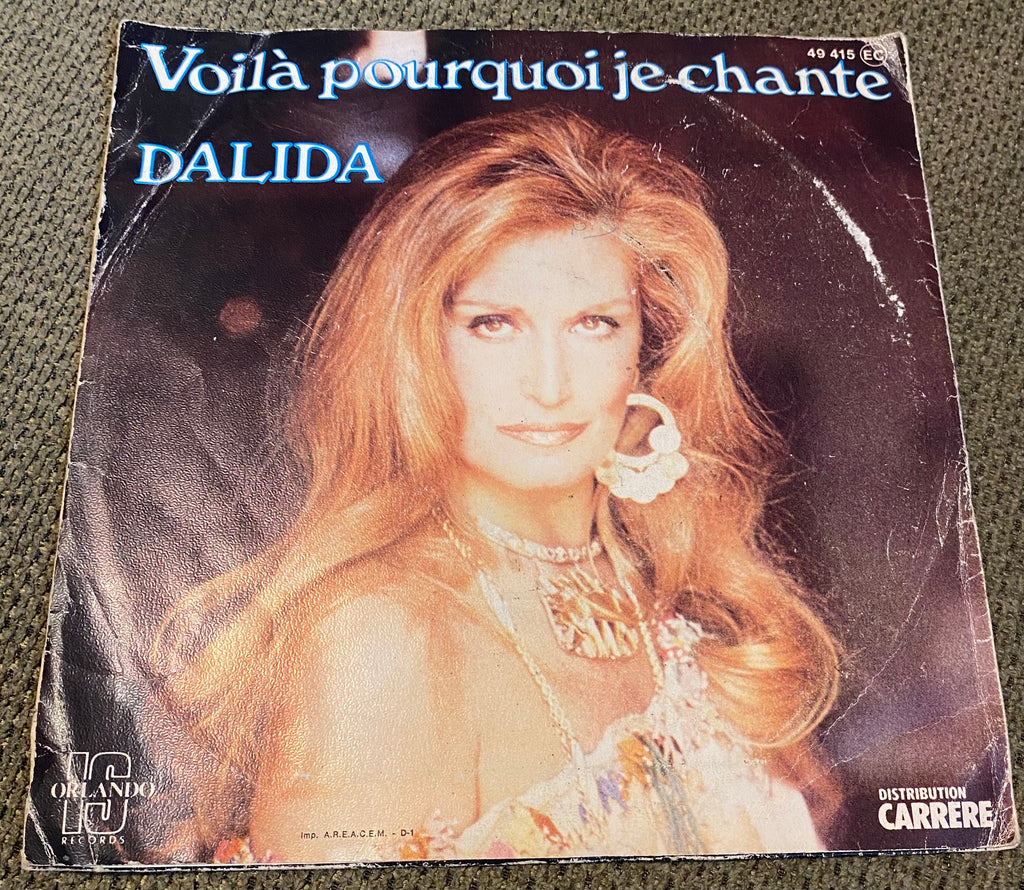 49 415 EC
Voilà pourquoi je chante
DALIDA
IS
ORLANDO
RECORDS
Imp. A.R.E.A.C.E.M. - D-1
DISTRIBUTION
CARRERE